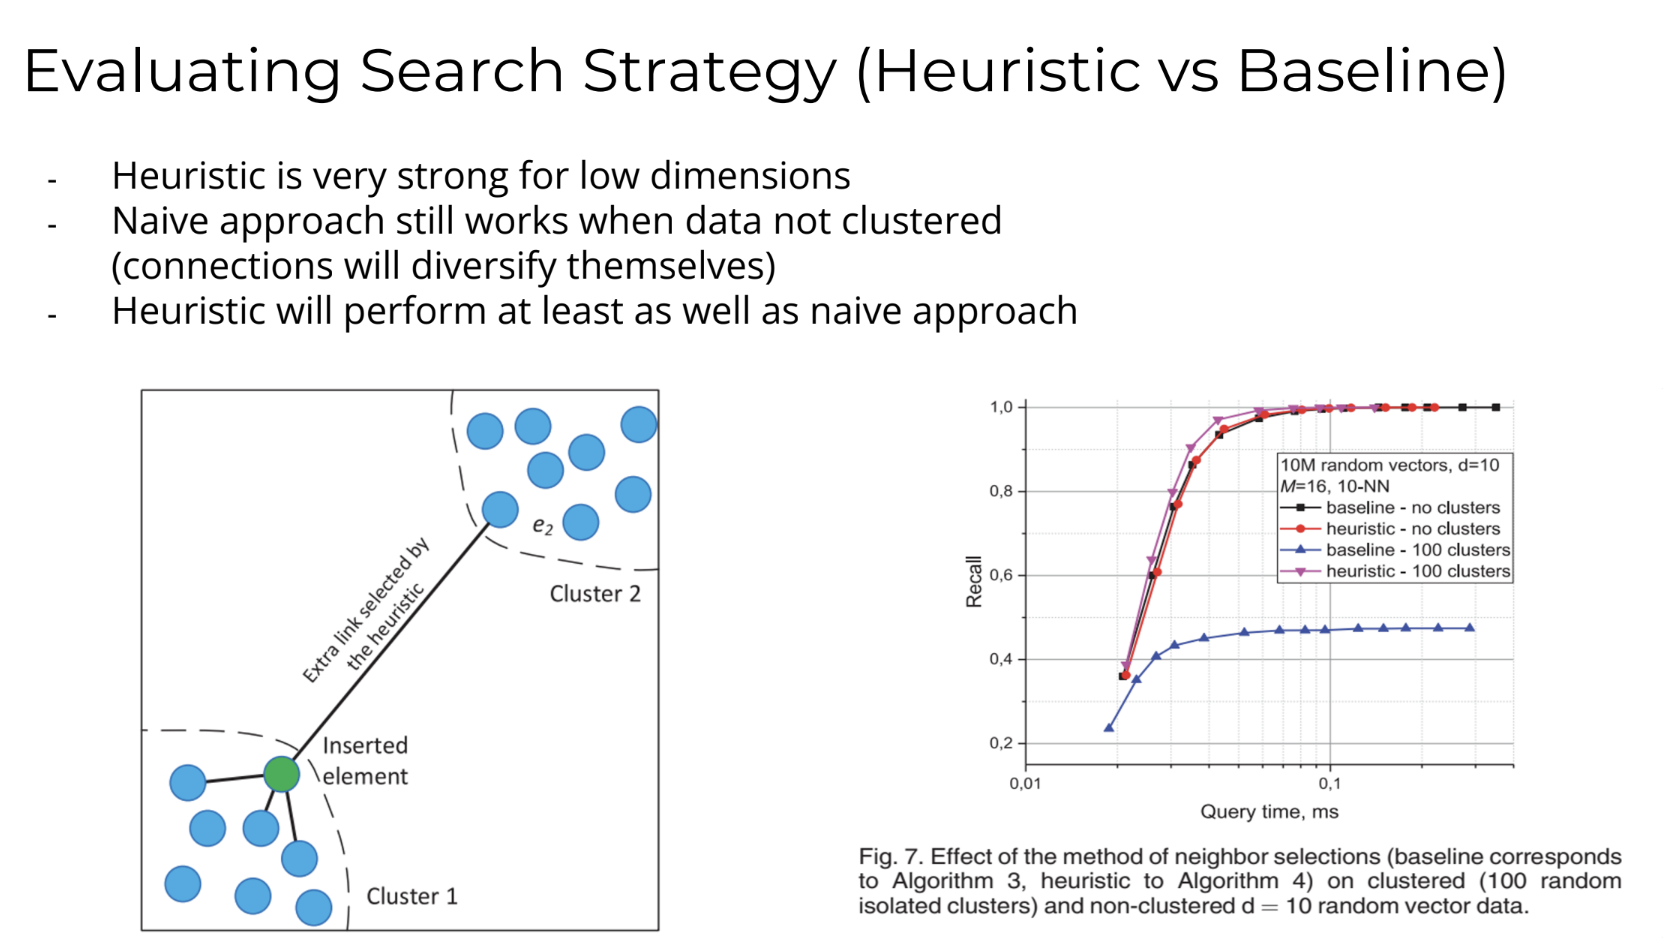 Evaluating Search Strategy (Heuristic vs Baseline)
- Heuristic is very strong for low dimensions
- Naive approach still works when data not clustered
(connections will diversify themselves)
- Heuristic will perform at least as well as naive approach
e2
Cluster 2
Extra link selected by
the heuristic
Inserted
element
Cluster 1
1,0
0,8
0,6
0,4
0,2
Recall
10M random vectors, d=10
M=16, 10-NN
baseline - no clusters
heuristic - no clusters
baseline - 100 clusters
heuristic - 100 clusters
0,01
0,1
Query time, ms
Fig. 7. Effect of the method of neighbor selections (baseline corresponds
to Algorithm 3, heuristic to Algorithm 4) on clustered (100 random
isolated clusters) and non-clustered d = 10 random vector data.